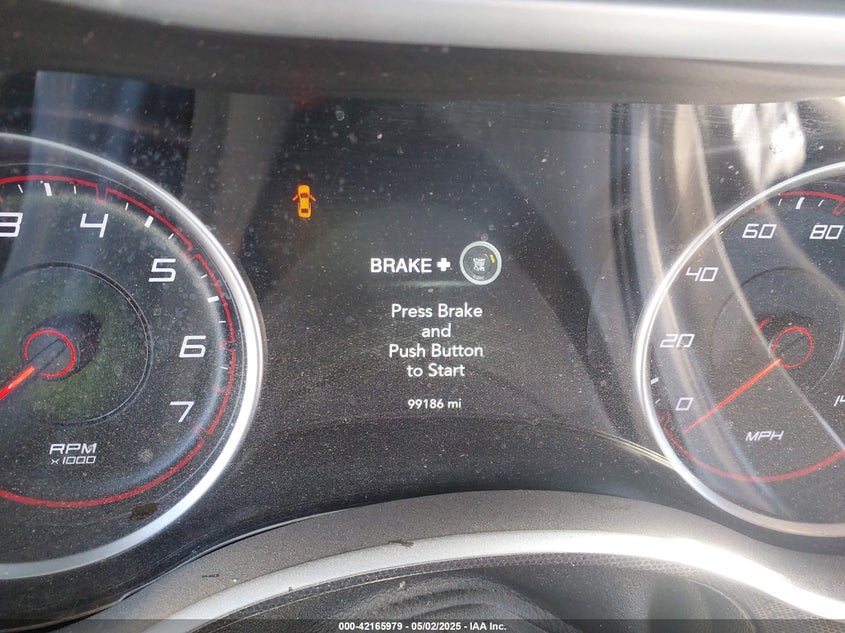 3
4
5
6
7
RPM
x1000
BRAKE +
Press Brake
and
Push Button
to Start
99186 mi
0
20
40
60
80
14
MPH
000-42165979 - 05/02/2025 - IAA Inc.